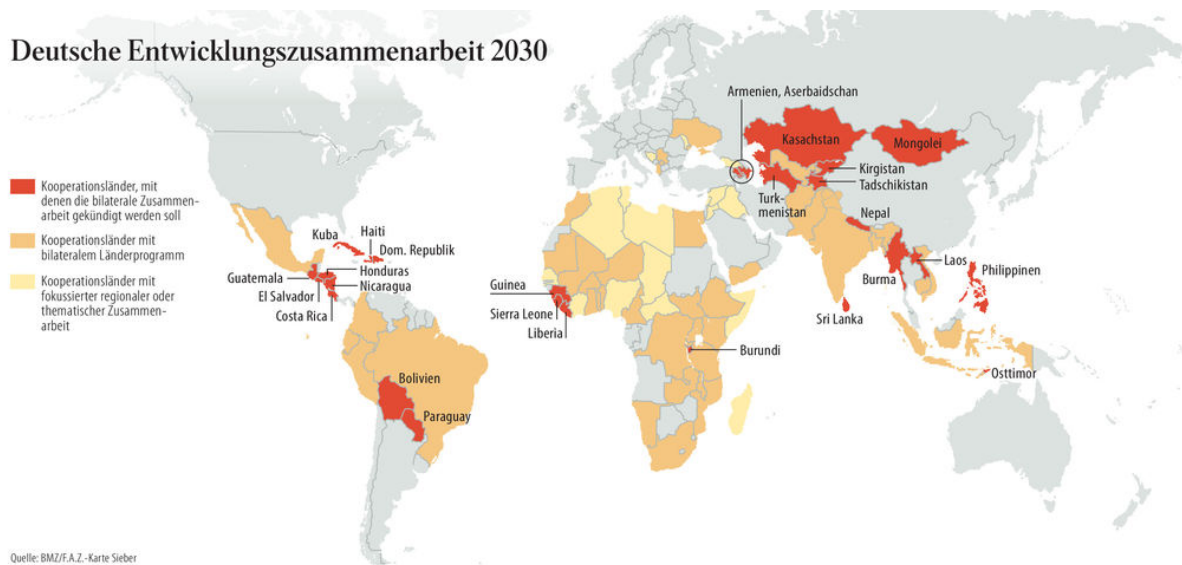 Deutsche Entwicklungszusammenarbeit 2030
Kooperationsländer, mit
denen die bilaterale Zusammen-
arbeit gekündigt werden soll
Kooperationsländer mit
bilateralem Länderprogramm
Kooperationsländer mit
fokussierter regionaler oder
thematischer Zusammen-
arbeit
Kuba
Haiti
Dom. Republik
Guatemala
Honduras
Nicaragua
El Salvador
Costa Rica
Bolivien
Paraguay
Guinea
Sierra Leone
Liberia
Burundi
Armenien, Aserbaidschan
Kasachstan
Mongolei
Kirgistan
Tadschikistan
Turk-
menistan
Nepal
Laos
Burma
Philippinen
Sri Lanka
Osttimor
Quelle: BMZ/F.A.Z.-Karte Sieber